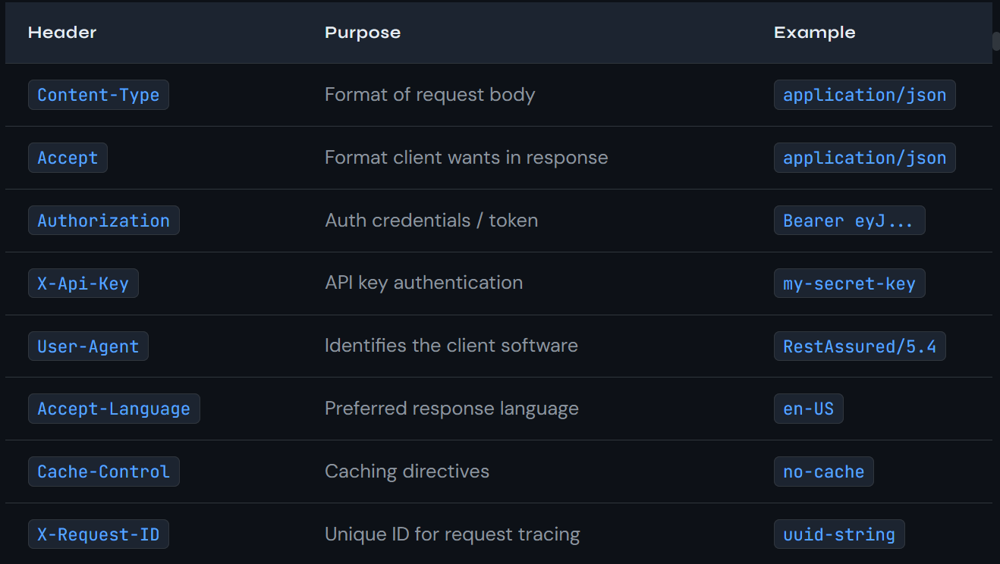 Header Purpose Example
Content-Type Format of request body application/json
Accept Format client wants in response application/json
Authorization Auth credentials / token Bearer eyJ...
X-Api-Key API key authentication my-secret-key
User-Agent Identifies the client software RestAssured/5.4
Accept-Language Preferred response language en-US
Cache-Control Caching directives no-cache
X-Request-ID Unique ID for request tracing uuid-string